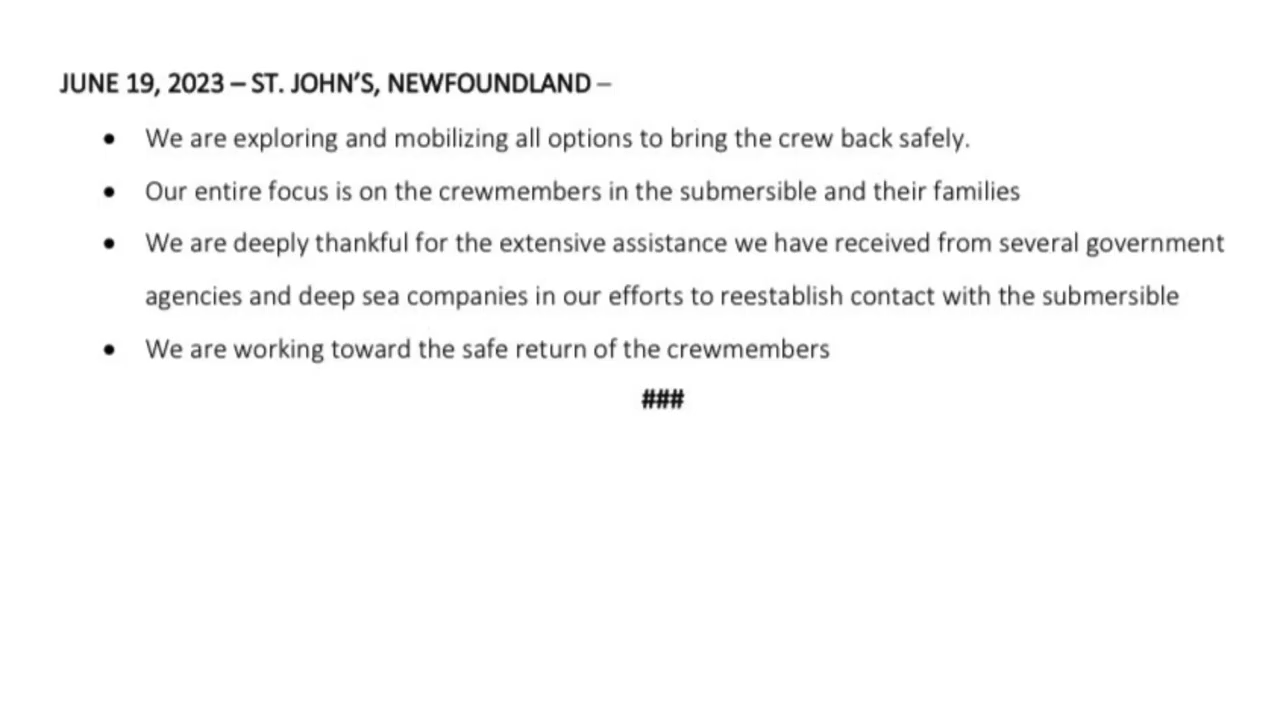 JUNE 19, 2023 – ST. JOHN'S, NEWFOUNDLAND –
• We are exploring and mobilizing all options to bring the crew back safely.
• Our entire focus is on the crewmembers in the submersible and their families
• We are deeply thankful for the extensive assistance we have received from several government
agencies and deep sea companies in our efforts to reestablish contact with the submersible
• We are working toward the safe return of the crewmembers
###